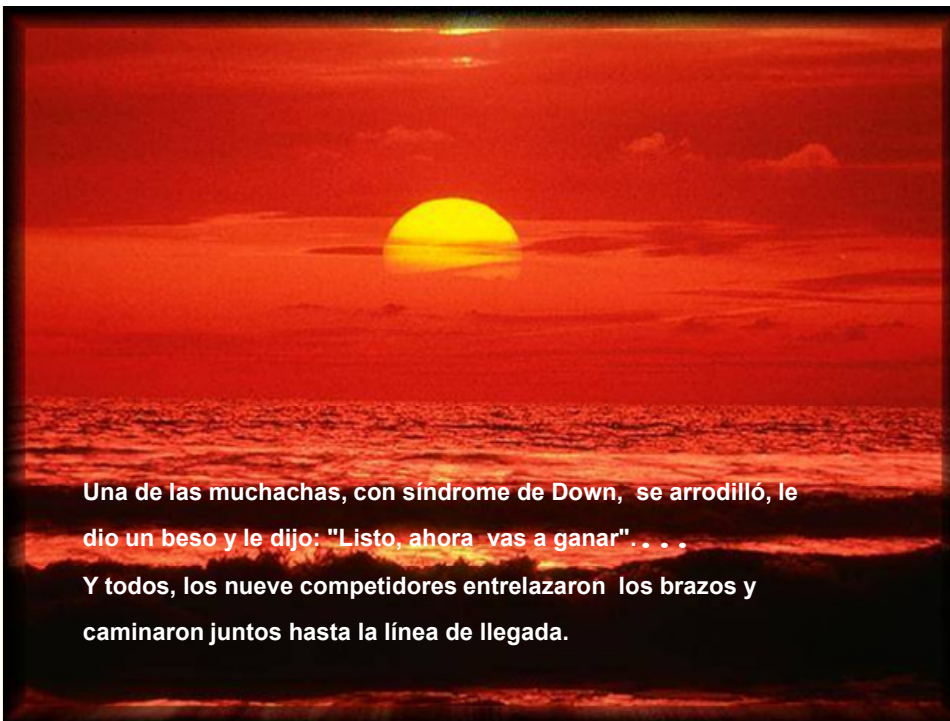 Una de las muchachas, con síndrome de Down,  se arrodilló, le
dio un beso y le dijo: "Listo, ahora  vas a ganar". . . .
Y todos, los nueve competidores entrelazaron  los brazos y
caminaron juntos hasta la línea de llegada.